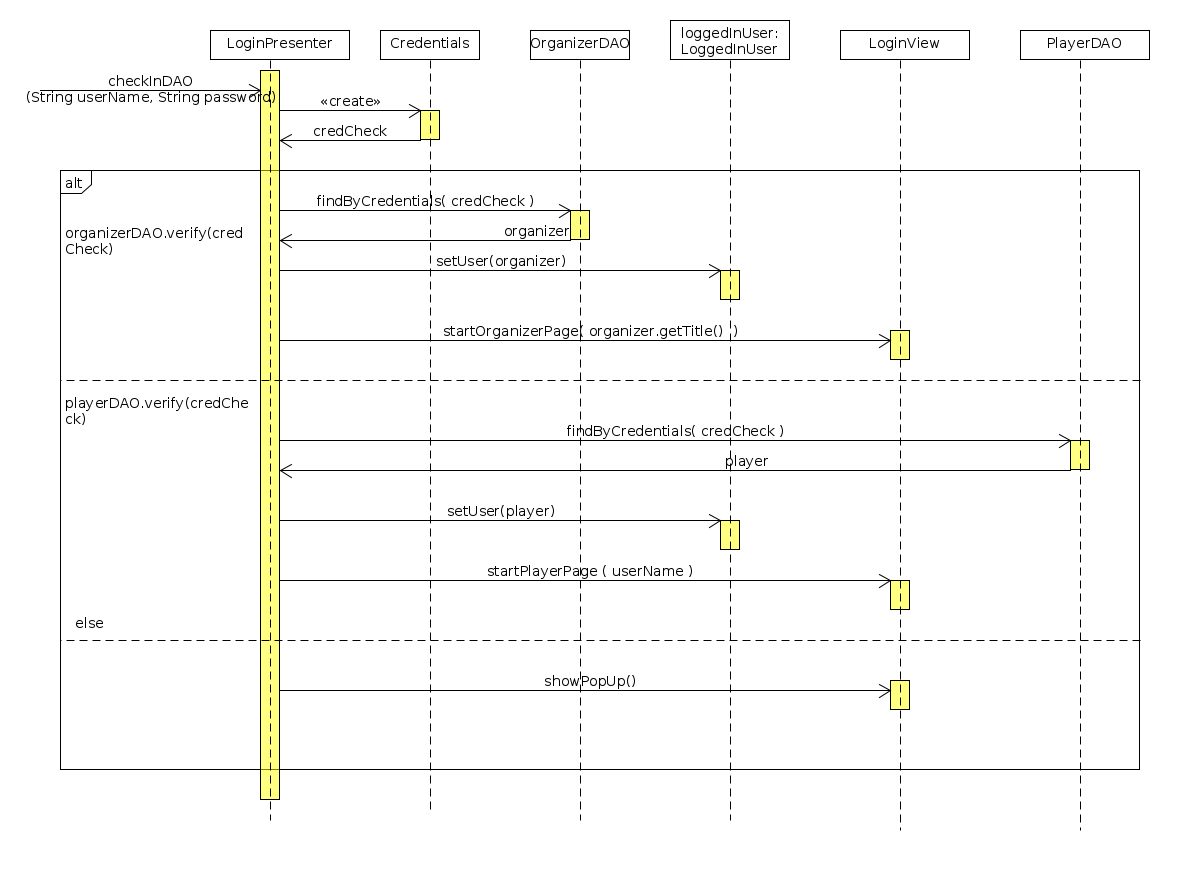 LoginPresenter
Credentials
OrganizerDAO
loggedInUser:
LoggedInUser
LoginView
PlayerDAO
checkInDAO
(String userName, String password)
«create»
credCheck
alt
findByCredentials( credCheck )
organizerDAO.verify(cred
Check)
organizer
setUser(organizer)
startOrganizerPage( organizer.getTitle()  )
playerDAO.verify(credChe
ck)
findByCredentials( credCheck )
player
setUser(player)
startPlayerPage ( userName )
else
showPopUp()